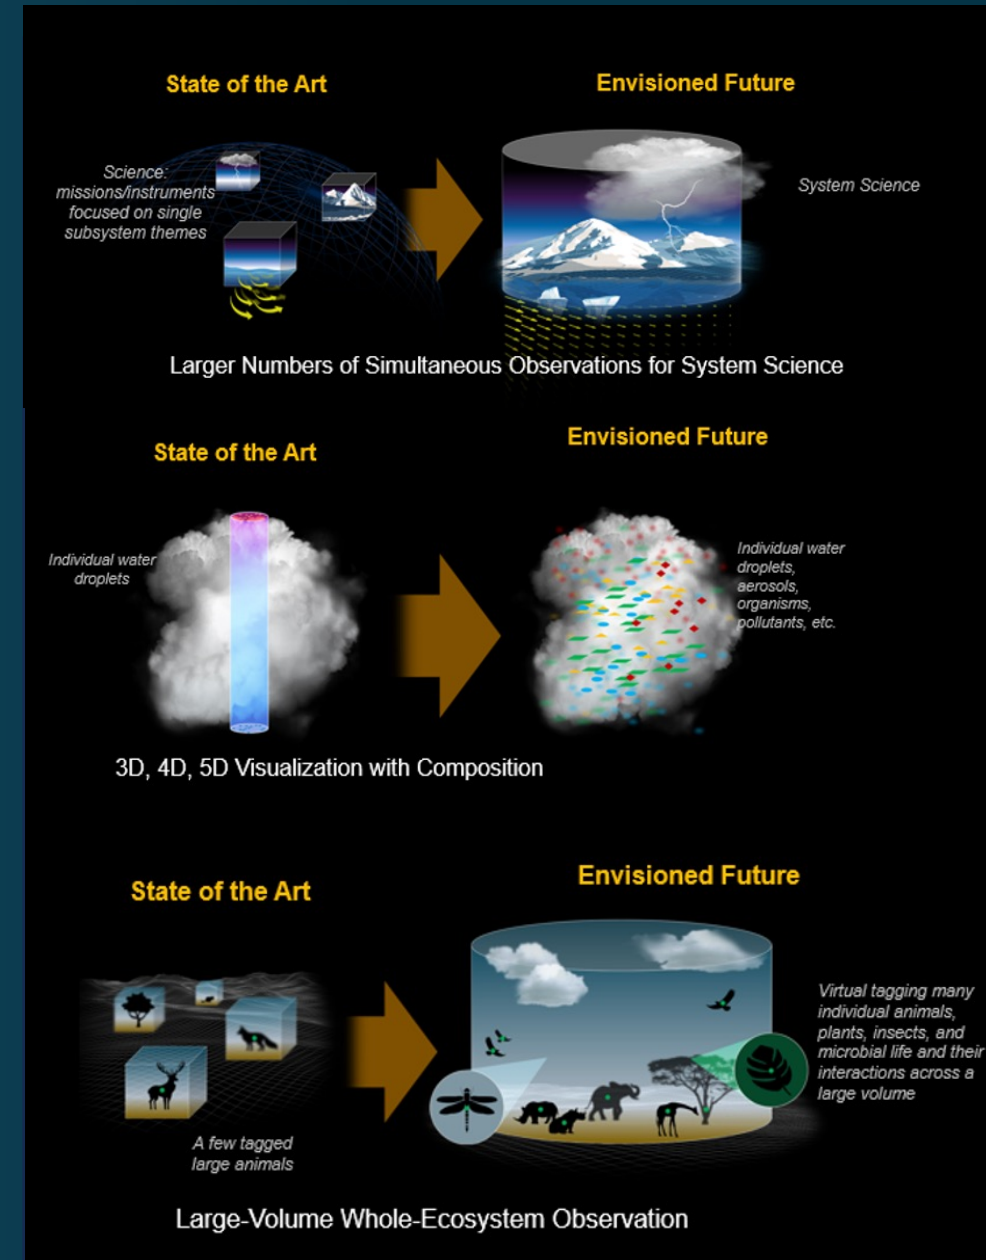 State of the Art
Envisioned Future
Science:
missions/instruments
focused on single
subsystem themes
System Science
Larger Numbers of Simultaneous Observations for System Science
State of the Art
Envisioned Future
Individual water
droplets
Individual water
droplets,
aerosols,
organisms,
pollutants, etc.
3D, 4D, 5D Visualization with Composition
State of the Art
Envisioned Future
A few tagged
large animals
Virtual tagging many
individual animals,
plants, insects, and
microbial life and their
interactions across a
large volume
Large-Volume Whole-Ecosystem Observation